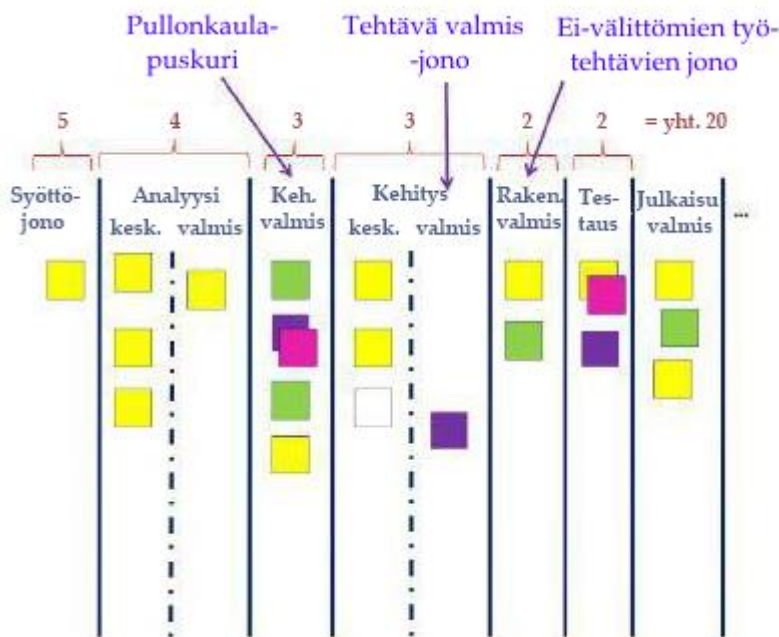 Pullonkaula-
puskuri
Tehtävä valmis
-jono
Ei-välittömien työ-
tehtävien jono
5 4 3 3 2 2 = yht. 20
Syöttö-
jono
Analyysi
kesk. valmis
Keh.
valmis
Kehitys
kesk. valmis
Raken.
valmis
Tes-
taus
Julkaisu
valmis
...